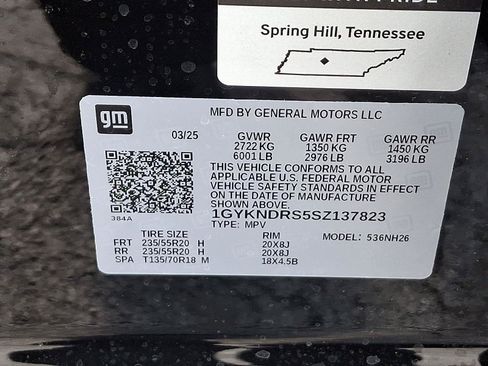 Spring Hill, Tennessee
gm
MFD BY GENERAL MOTORS LLC
03/25 GVWR GAWR FRT GAWR RR
2722 KG 1350 KG 1450 KG
6001 LB 2976 LB 3196 LB
THIS VEHICLE CONFORMS TO ALL
APPLICABLE U.S. FEDERAL MOTOR
VEHICLE SAFETY STANDARDS IN EFFECT
ON THE DATE OF MANUFACTURE
SHOWN ABOVE.
1GYKNDRS5SZ137823
TYPE: MPV
384A
TIRE SIZE RIM MODEL: 536NH26
FRT 235/55R20 H 20X8J
RR 235/55R20 H 20X8J
SPA T135/70R18 M 18X4.5B